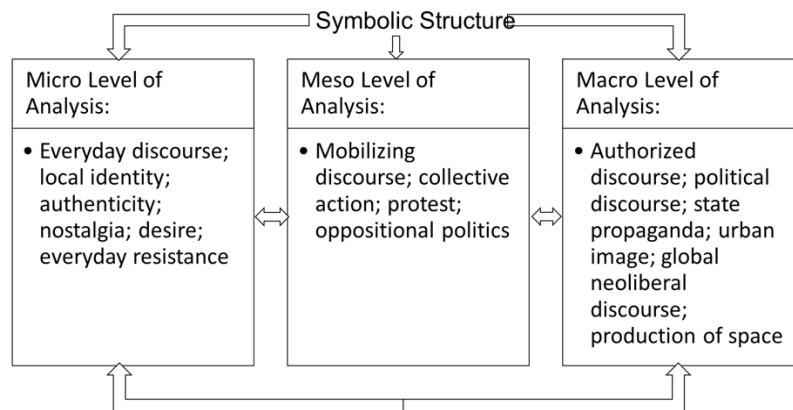 Symbolic Structure
Micro Level of
Analysis:
• Everyday discourse;
local identity;
authenticity;
nostalgia; desire;
everyday resistance
Meso Level of
Analysis:
• Mobilizing
discourse; collective
action; protest;
oppositional politics
Macro Level of
Analysis:
• Authorized
discourse; political
discourse; state
propaganda; urban
image; global
neoliberal
discourse;
production of space